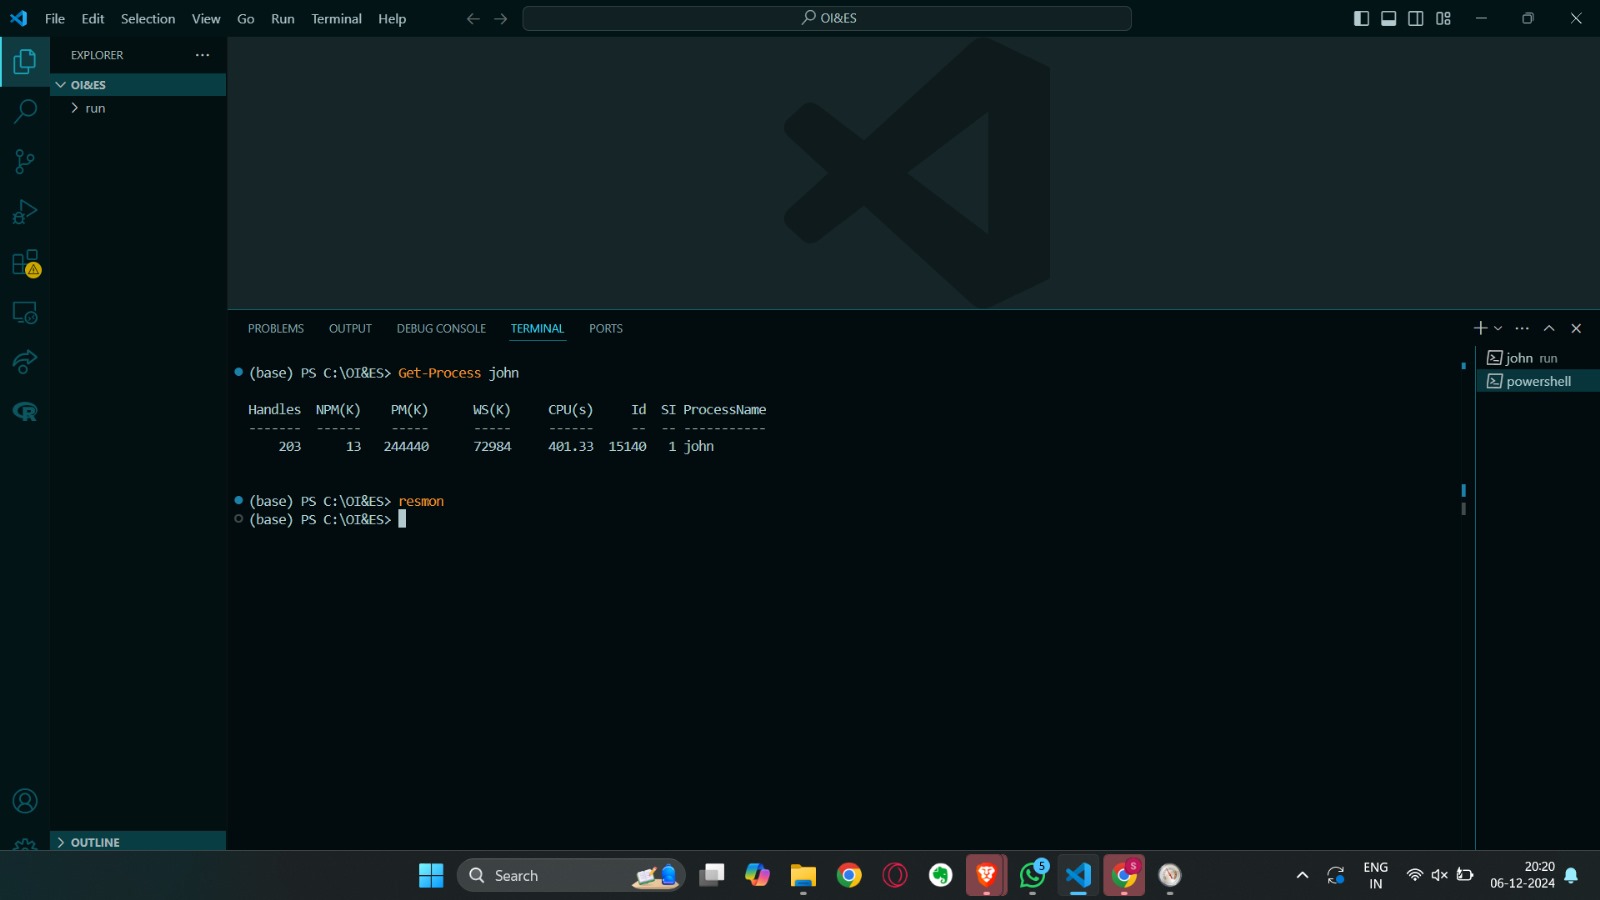 File Edit Selection View Go Run Terminal Help
OI&ES
EXPLORER
OI&ES
run
PROBLEMS OUTPUT DEBUG CONSOLE TERMINAL PORTS
john run
powershell
(base) PS C:\OI&ES> Get-Process john
Handles NPM(K) PM(K) WS(K) CPU(s) Id SI ProcessName
------- ------ ----- ----- ------ -- -- -----------
203 13 244440 72984 401.33 15140 1 john
(base) PS C:\OI&ES> resmon
(base) PS C:\OI&ES>
OUTLINE
Search
5
S
ENG
IN
20:20
06-12-2024